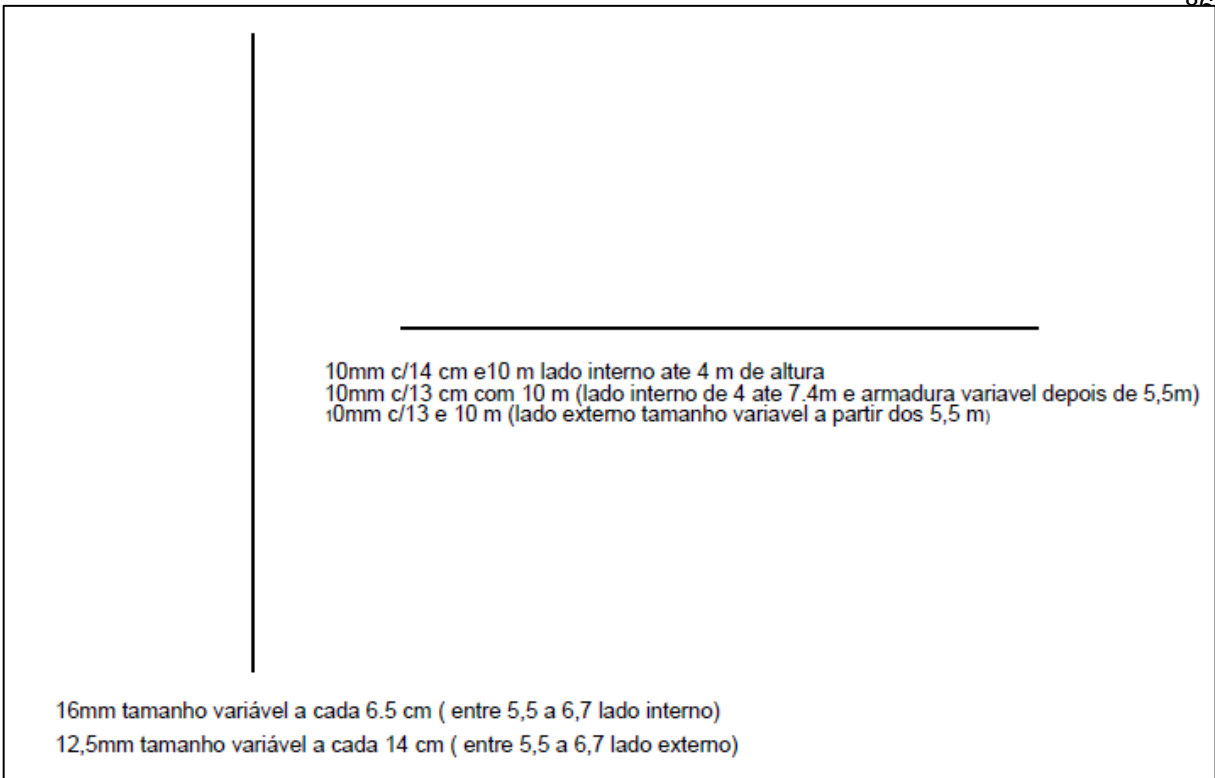 10mm c/14 cm e10 m lado interno ate 4 m de altura
10mm c/13 cm com 10 m (lado interno de 4 ate 7.4m e armadura variavel depois de 5,5m)
10mm c/13 e 10 m (lado externo tamanho variavel a partir dos 5,5 m)
16mm tamanho variável a cada 6.5 cm ( entre 5,5 a 6,7 lado interno)
12,5mm tamanho variável a cada 14 cm ( entre 5,5 a 6,7 lado externo)